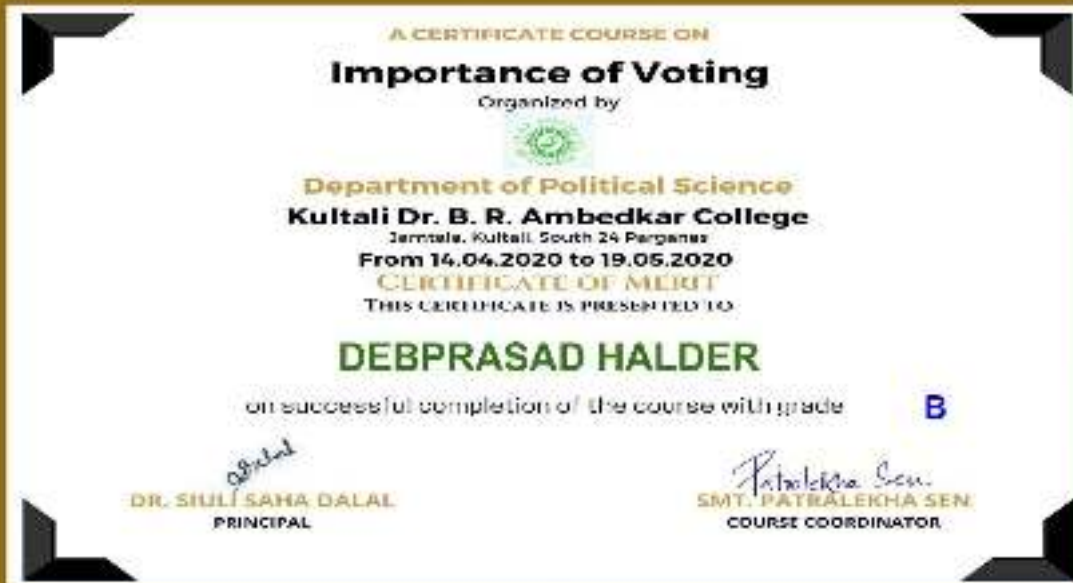 A CERTIFICATE COURSE ON
Importance of Voting
Organized by
Department of Political Science
Kultali Dr. B. R. Ambedkar College
Jamtala, Kultali, South 24 Parganas
From 14.04.2020 to 19.05.2020
CERTIFICATE OF MERIT
THIS CERTIFICATE IS PRESENTED TO
DEBPRASAD HALDER
on successful completion of the course with grade B
Patralekha Sen.
DR. SIULI SAHA DALAL
SMT. PATRALEKHA SEN
PRINCIPAL
COURSE COORDINATOR